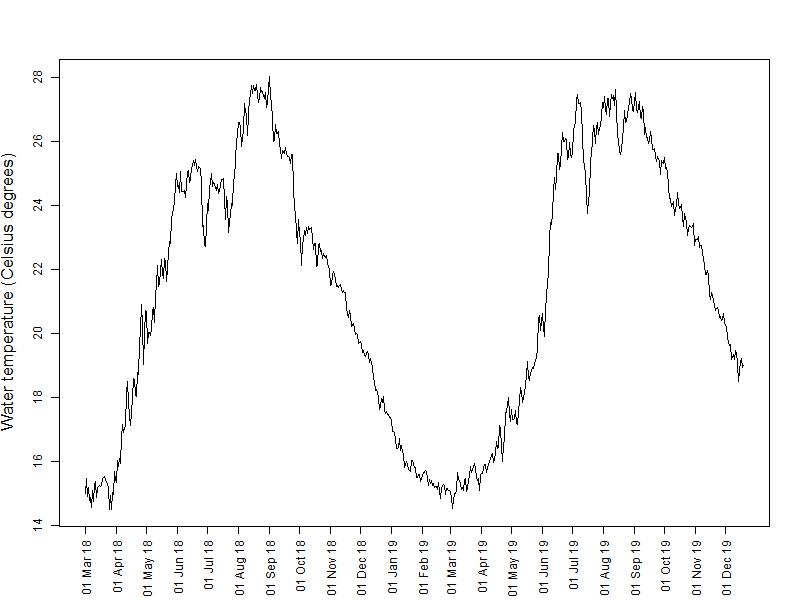 Water temperature (Celsius degrees)
28
26
24
22
20
18
16
14
01 Mar 18
01 Apr 18
01 May 18
01 Jun 18
01 Jul 18
01 Aug 18
01 Sep 18
01 Oct 18
01 Nov 18
01 Dec 18
01 Jan 19
01 Feb 19
01 Mar 19
01 Apr 19
01 May 19
01 Jun 19
01 Jul 19
01 Aug 19
01 Sep 19
01 Oct 19
01 Nov 19
01 Dec 19